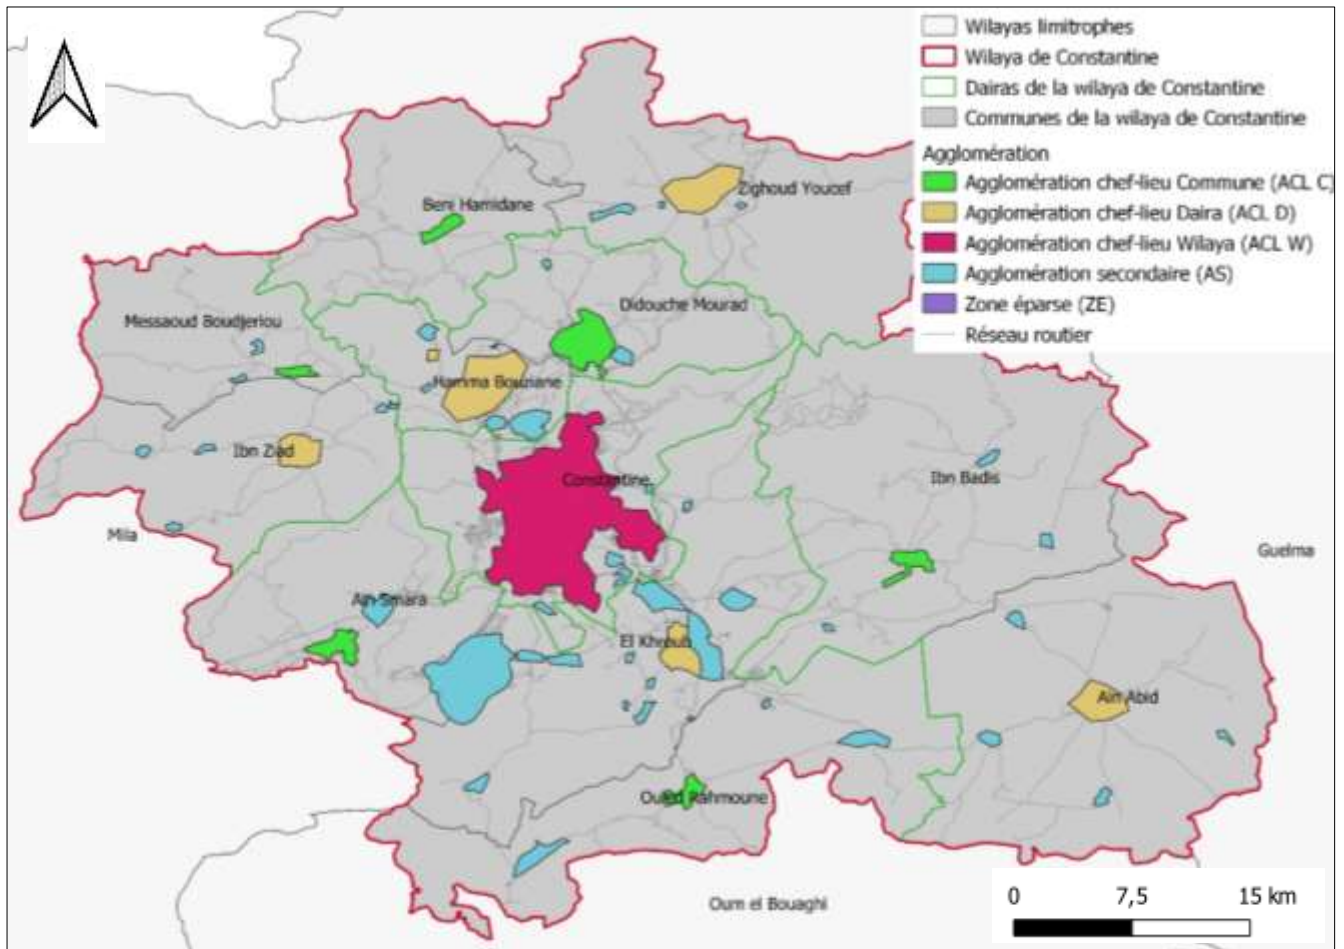 Wilayas limitrophes
Wilaya de Constantine
Dairas de la wilaya de Constantine
Communes de la wilaya de Constantine
Agglomération
Agglomération chef-lieu Commune (ACL C)
Agglomération chef-lieu Daira (ACL D)
Agglomération chef-lieu Wilaya (ACL W)
Agglomération secondaire (AS)
Zone éparse (ZE)
Réseau routier
Zighoud Youcef
Beni Hamidane
Didouche Mourad
Messaoud Boudjeriou
Hamma Bouziane
Ibn Ziad
Constantine
Ibn Badis
Mila
Guelma
Ain Smara
El Khroub
Ain Abid
Ouled Rahmoune
Oum el Bouaghi
0 7,5 15 km